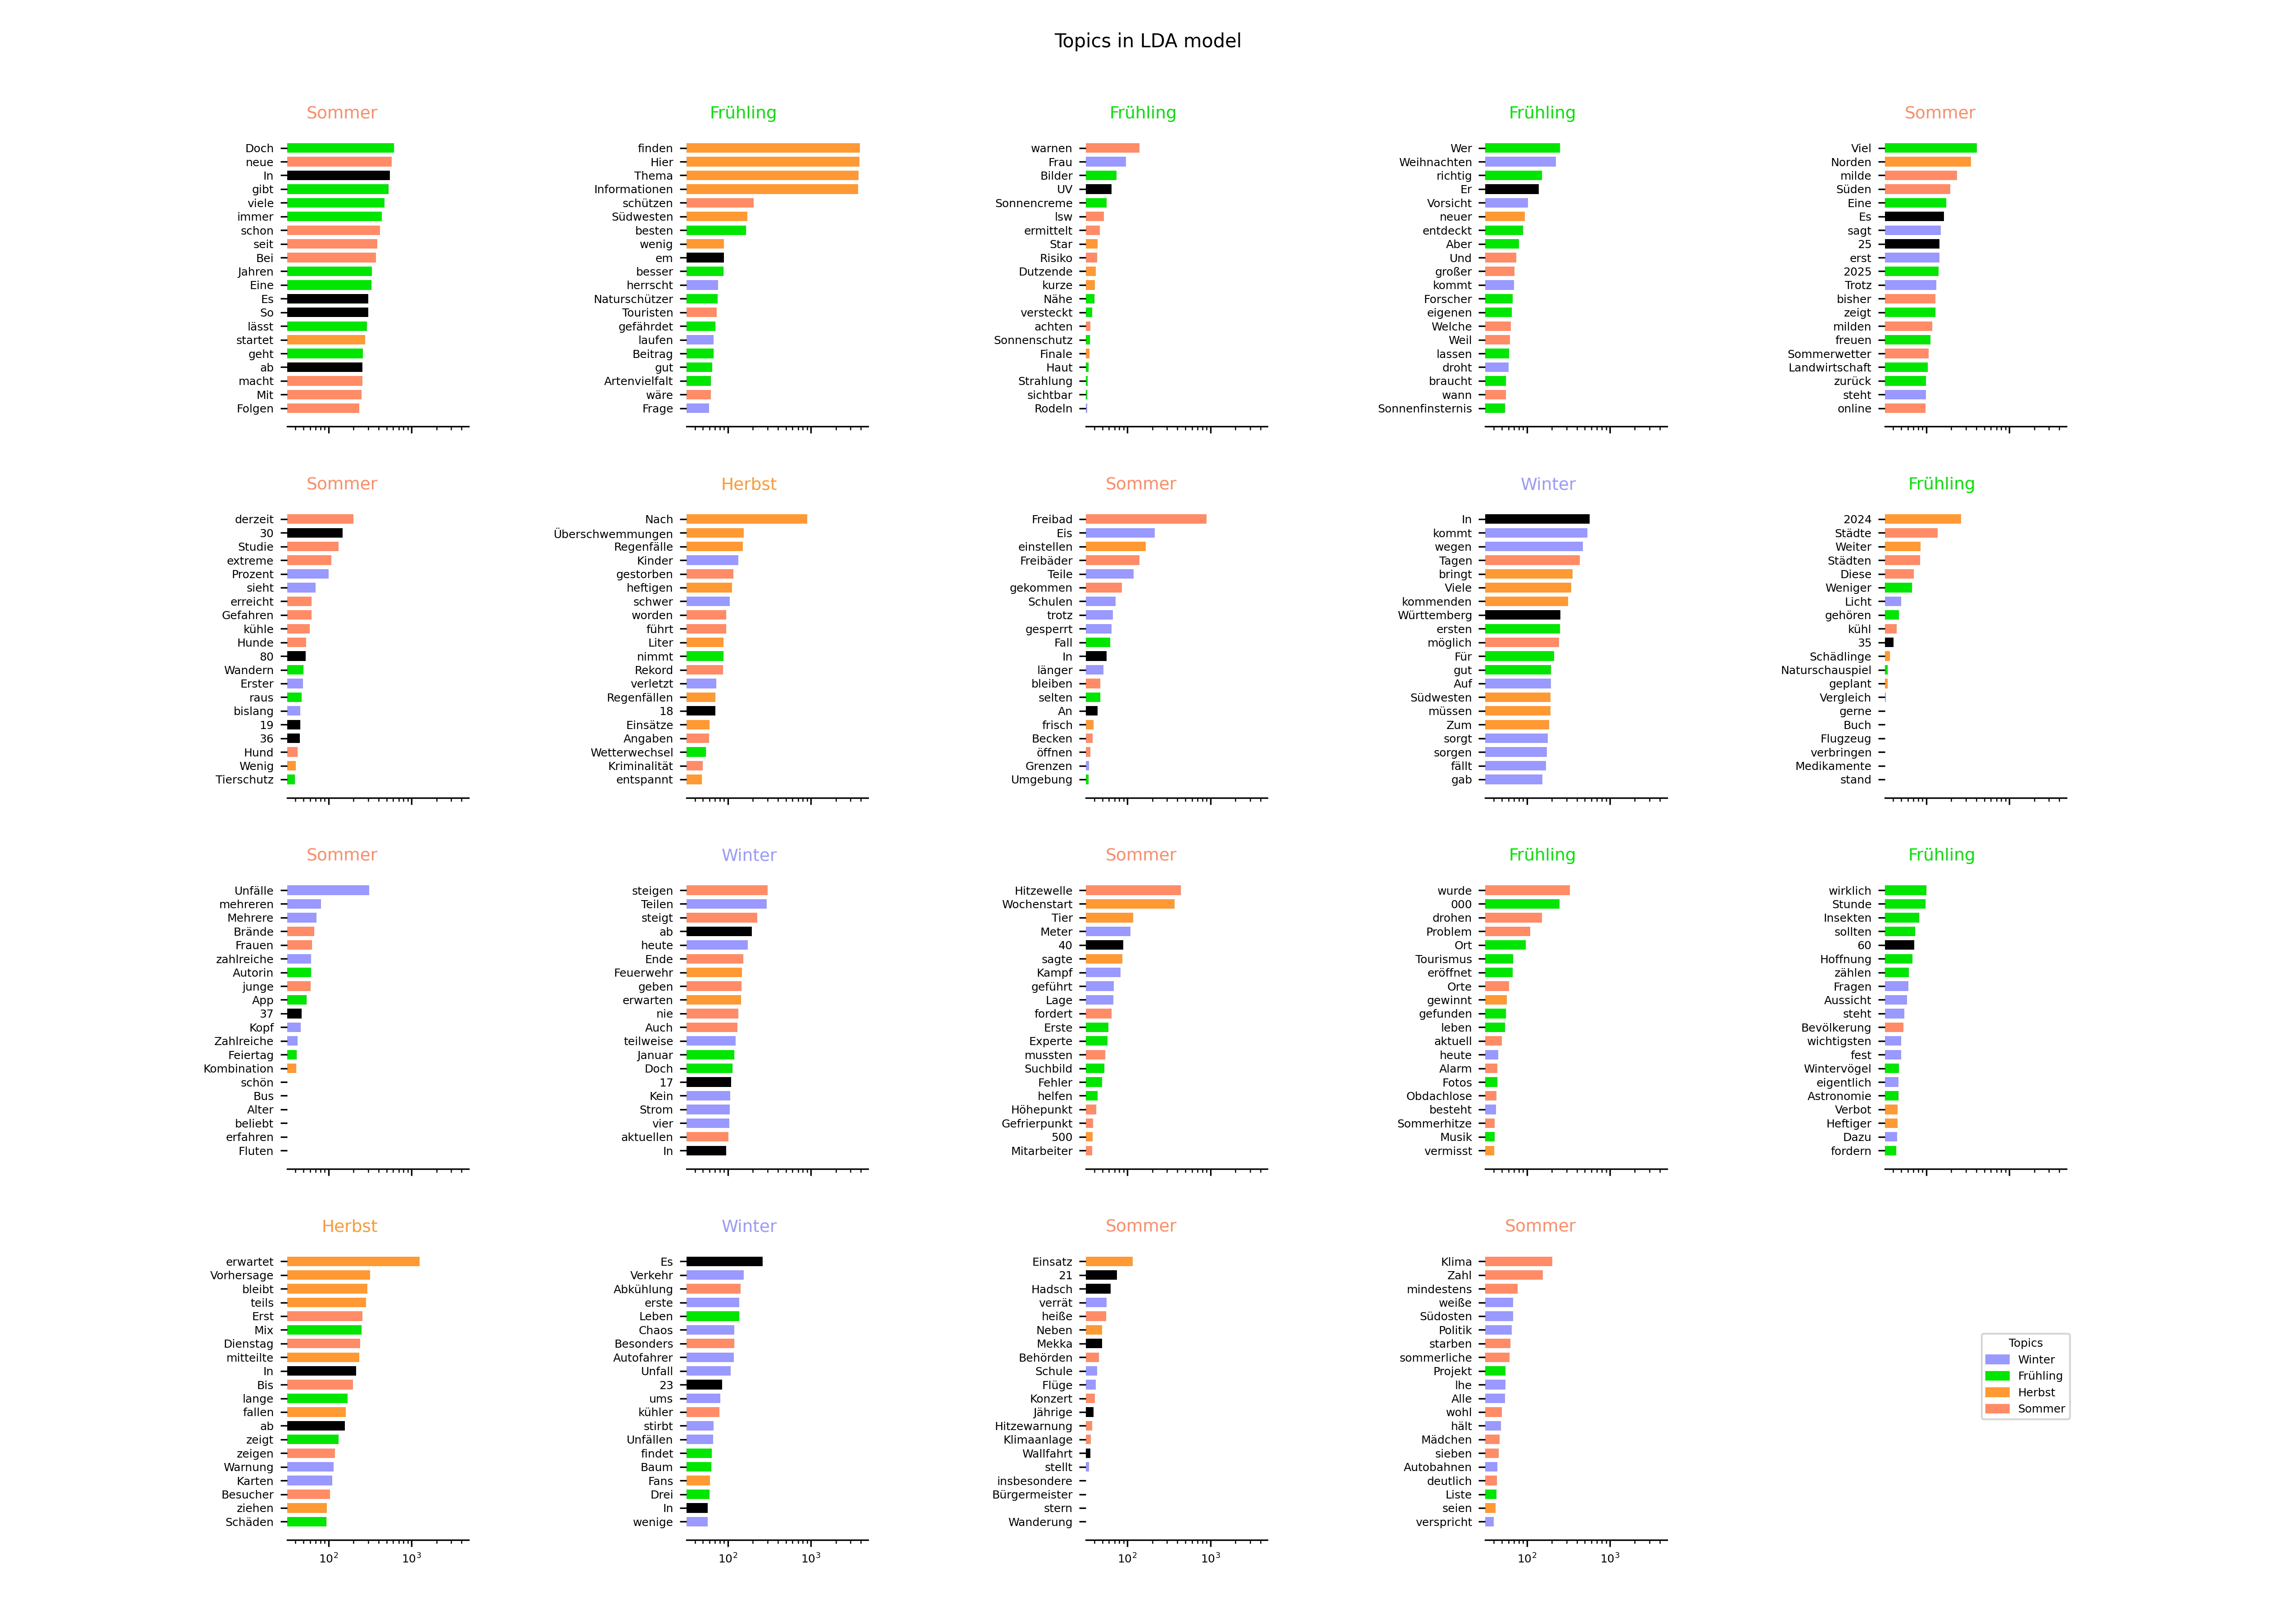 Topics in LDA model
Sommer
Doch
neue
In
gibt
viele
immer
schon
seit
Bei
Jahren
Eine
Es
So
lässt
startet
geht
ab
macht
Mit
Folgen
Frühling
finden
Hier
Thema
Informationen
schützen
Südwesten
besten
wenig
em
besser
herrscht
Naturschützer
Touristen
gefährdet
laufen
Beitrag
gut
Artenvielfalt
wäre
Frage
Frühling
warnen
Frau
Bilder
UV
Sonnencreme
lsw
ermittelt
Star
Risiko
Dutzende
kurze
Nähe
versteckt
achten
Sonnenschutz
Finale
Haut
Strahlung
sichtbar
Rodeln
Frühling
Wer
Weihnachten
richtig
Er
Vorsicht
neuer
entdeckt
Aber
Und
großer
kommt
Forscher
eigenen
Welche
Weil
lassen
droht
braucht
wann
Sonnenfinsternis
Sommer
Viel
Norden
milde
Süden
Eine
Es
sagt
25
erst
2025
Trotz
bisher
zeigt
milden
freuen
Sommerwetter
Landwirtschaft
zurück
steht
online
Sommer
derzeit
30
Studie
extreme
Prozent
sieht
erreicht
Gefahren
kühle
Hunde
80
Wandern
Erster
raus
bislang
19
36
Hund
Wenig
Tierschutz
Herbst
Nach
Überschwemmungen
Regenfälle
Kinder
gestorben
heftigen
schwer
worden
führt
Liter
nimmt
Rekord
verletzt
Regenfällen
18
Einsätze
Angaben
Wetterwechsel
Kriminalität
entspannt
Sommer
Freibad
Eis
einstellen
Freibäder
Teile
gekommen
Schulen
trotz
gesperrt
Fall
In
länger
bleiben
selten
An
frisch
Becken
öffnen
Grenzen
Umgebung
Winter
In
kommt
wegen
Tagen
bringt
Viele
kommenden
Württemberg
ersten
möglich
Für
gut
Auf
Südwesten
müssen
Zum
sorgt
sorgen
fällt
gab
Frühling
2024
Städte
Weiter
Städten
Diese
Weniger
Licht
gehören
kühl
35
Schädlinge
Naturschauspiel
geplant
Vergleich
gerne
Buch
Flugzeug
verbringen
Medikamente
stand
Sommer
Unfälle
mehreren
Mehrere
Brände
Frauen
zahlreiche
Autorin
junge
App
37
Kopf
Zahlreiche
Feiertag
Kombination
schön
Bus
Alter
beliebt
erfahren
Fluten
Winter
steigen
Teilen
steigt
ab
heute
Ende
Feuerwehr
geben
erwarten
nie
Auch
teilweise
Januar
Doch
17
Kein
Strom
vier
aktuellen
In
Sommer
Hitzewelle
Wochenstart
Tier
Meter
40
sagte
Kampf
geführt
Lage
fordert
Erste
Experte
mussten
Suchbild
Fehler
helfen
Höhepunkt
Gefrierpunkt
500
Mitarbeiter
Frühling
wurde
000
drohen
Problem
Ort
Tourismus
eröffnet
Orte
gewinnt
gefunden
leben
aktuell
heute
Alarm
Fotos
Obdachlose
besteht
Sommerhitze
Musik
vermisst
Frühling
wirklich
Stunde
Insekten
sollten
60
Hoffnung
zählen
Fragen
Aussicht
steht
Bevölkerung
wichtigsten
fest
Wintervögel
eigentlich
Astronomie
Verbot
Heftiger
Dazu
fordern
Herbst
erwartet
Vorhersage
bleibt
teils
Erst
Mix
Dienstag
mitteilte
In
Bis
lange
fallen
ab
zeigt
zeigen
Warnung
Karten
Besucher
ziehen
Schäden
10²
10³
Winter
Es
Verkehr
Abkühlung
erste
Leben
Chaos
Besonders
Autofahrer
Unfall
23
ums
kühler
stirbt
Unfällen
findet
Baum
Fans
Drei
In
wenige
10²
10³
Sommer
Einsatz
21
Hadsch
verrät
heiße
Neben
Mekka
Behörden
Schule
Flüge
Konzert
Jährige
Hitzewarnung
Klimaanlage
Wallfahrt
stellt
insbesondere
Bürgermeister
stern
Wanderung
10²
10³
Sommer
Klima
Zahl
mindestens
weiße
Südosten
Politik
starben
sommerliche
Projekt
lhe
Alle
wohl
hält
Mädchen
sieben
Autobahnen
deutlich
Liste
seien
verspricht
10²
10³
Topics
Winter
Frühling
Herbst
Sommer